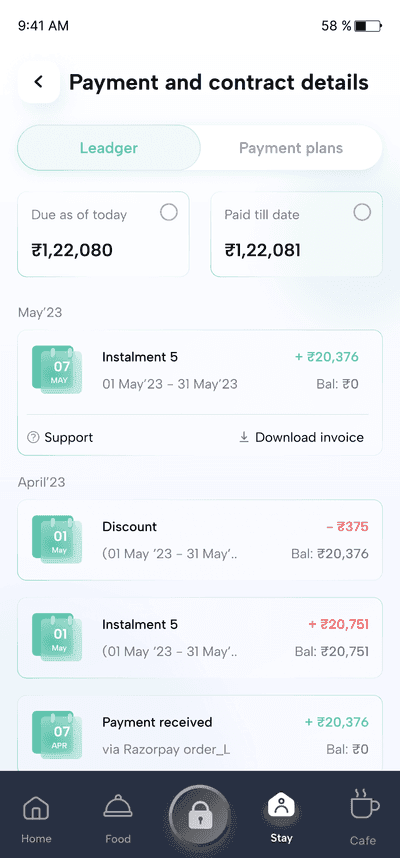 9:41 AM 58 %
Payment and contract details
Leadger Payment plans
Due as of today Paid till date
₹1,22,080 ₹1,22,081
May'23
07 MAY
Instalment 5 + ₹20,376
01 May'23 - 31 May'23 Bal: ₹0
Support Download invoice
April'23
01 May
Discount - ₹375
(01 May '23 - 31 May'.. Bal: ₹20,376
01 May
Instalment 5 + ₹20,751
(01 May '23 - 31 May'.. Bal: ₹20,751
07 APR
Payment received + ₹20,376
via Razorpay order_L Bal: ₹0
Home Food Stay Cafe